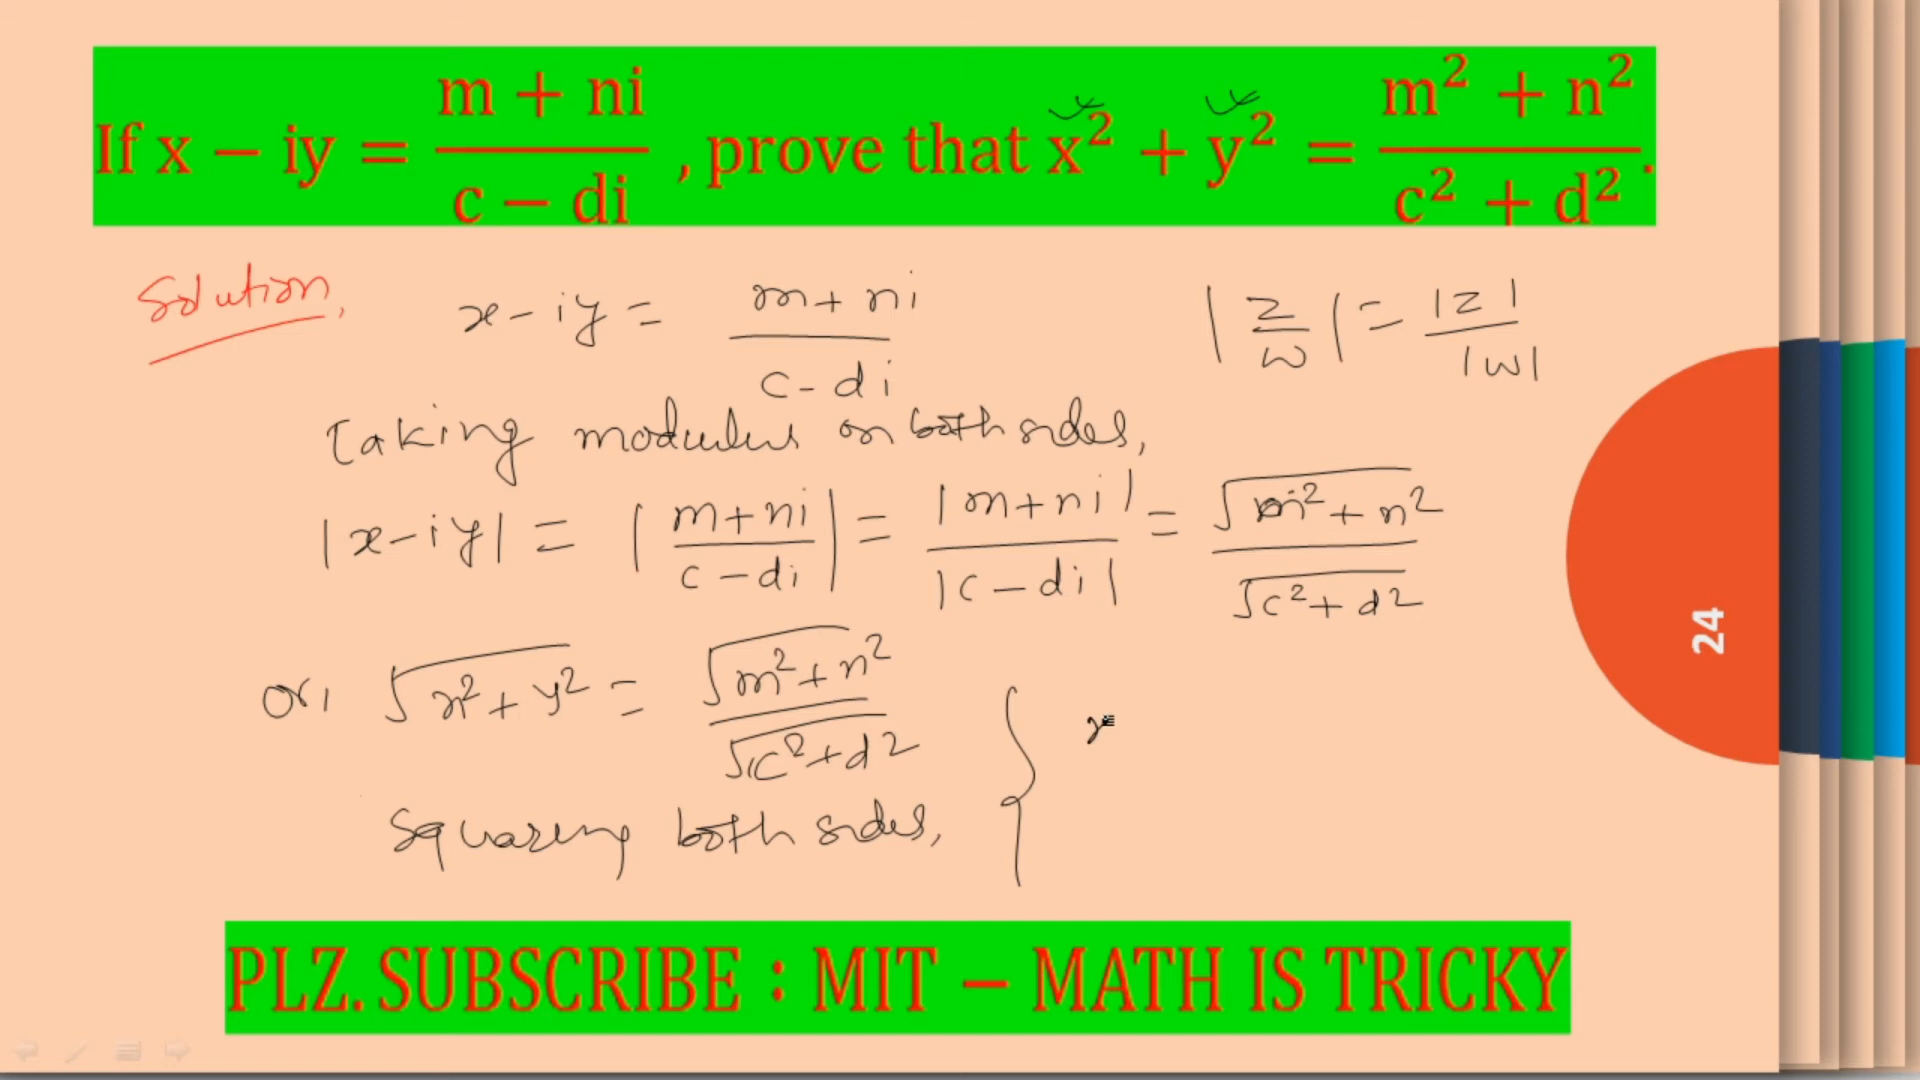 If x − iy = (m + ni)/(c − di) , prove that x² + y² = (m² + n²)/(c² + d²).
Solution,
x - iy = (m + ni)/(c - di)
|z/w| = |z|/|w|
Taking modulus on both sides,
|x - iy| = |(m + ni)/(c - di)| = |m + ni|/|c - di| = √(m² + n²)/√(c² + d²)
or, √(x² + y²) = √(m² + n²)/√(c² + d²)
Squaring both sides,
24
PLZ. SUBSCRIBE : MIT − MATH IS TRICKY